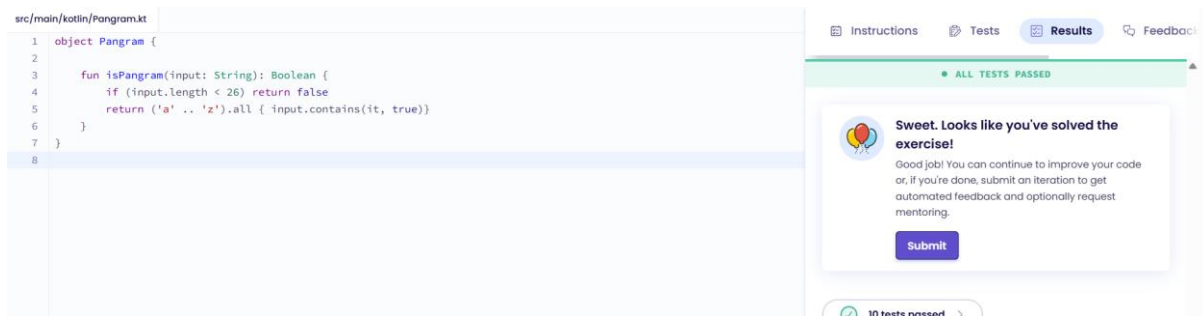 src/main/kotlin/Pangram.kt
1 object Pangram {
2
3     fun isPangram(input: String): Boolean {
4         if (input.length < 26) return false
5         return ('a' .. 'z').all { input.contains(it, true)}
6     }
7 }
8
Instructions Tests Results Feedbac
ALL TESTS PASSED
Sweet. Looks like you've solved the
exercise!
Good job! You can continue to improve your code
or, if you're done, submit an iteration to get
automated feedback and optionally request
mentoring.
Submit
10 tests passed